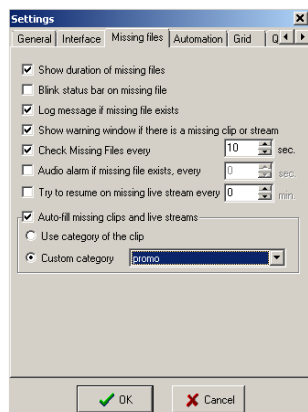 Settings
General Interface Missing files Automation Grid Q
Show duration of missing files
Blink status bar on missing file
Log message if missing file exists
Show warning window if there is a missing clip or stream
Check Missing Files every 10 sec.
Audio alarm if missing file exists, every 0 sec.
Try to resume on missing live stream every 0 min.
Auto-fill missing clips and live streams
Use category of the clip
Custom category promo
OK Cancel